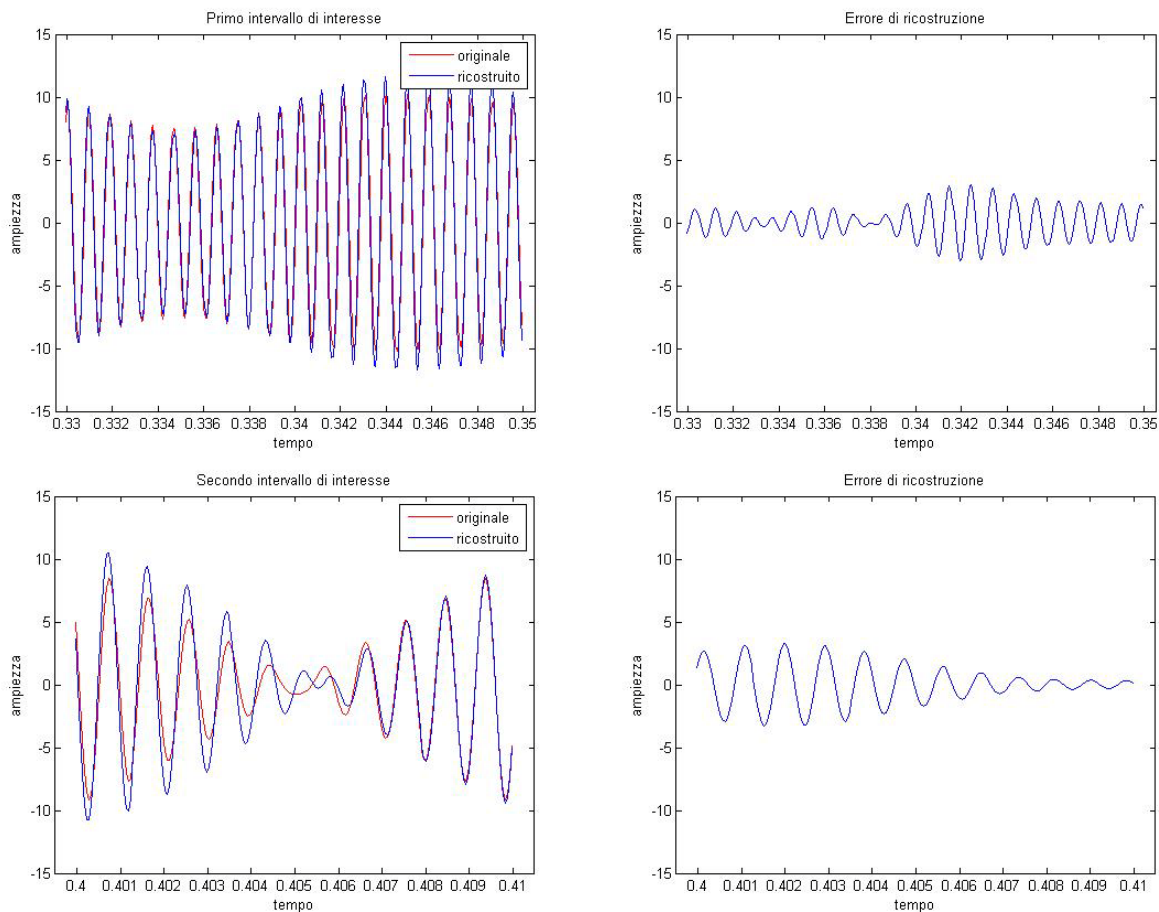 Primo intervallo di interesse
15
10
5
0
-5
-10
-15
ampiezza
originale
ricostruito
0.33 0.332 0.334 0.336 0.338 0.34 0.342 0.344 0.346 0.348 0.35
tempo
Errore di ricostruzione
15
10
5
0
-5
-10
-15
ampiezza
0.33 0.332 0.334 0.336 0.338 0.34 0.342 0.344 0.346 0.348 0.35
tempo
Secondo intervallo di interesse
15
10
5
0
-5
-10
-15
ampiezza
originale
ricostruito
0.4 0.401 0.402 0.403 0.404 0.405 0.406 0.407 0.408 0.409 0.41
tempo
Errore di ricostruzione
15
10
5
0
-5
-10
-15
ampiezza
0.4 0.401 0.402 0.403 0.404 0.405 0.406 0.407 0.408 0.409 0.41
tempo